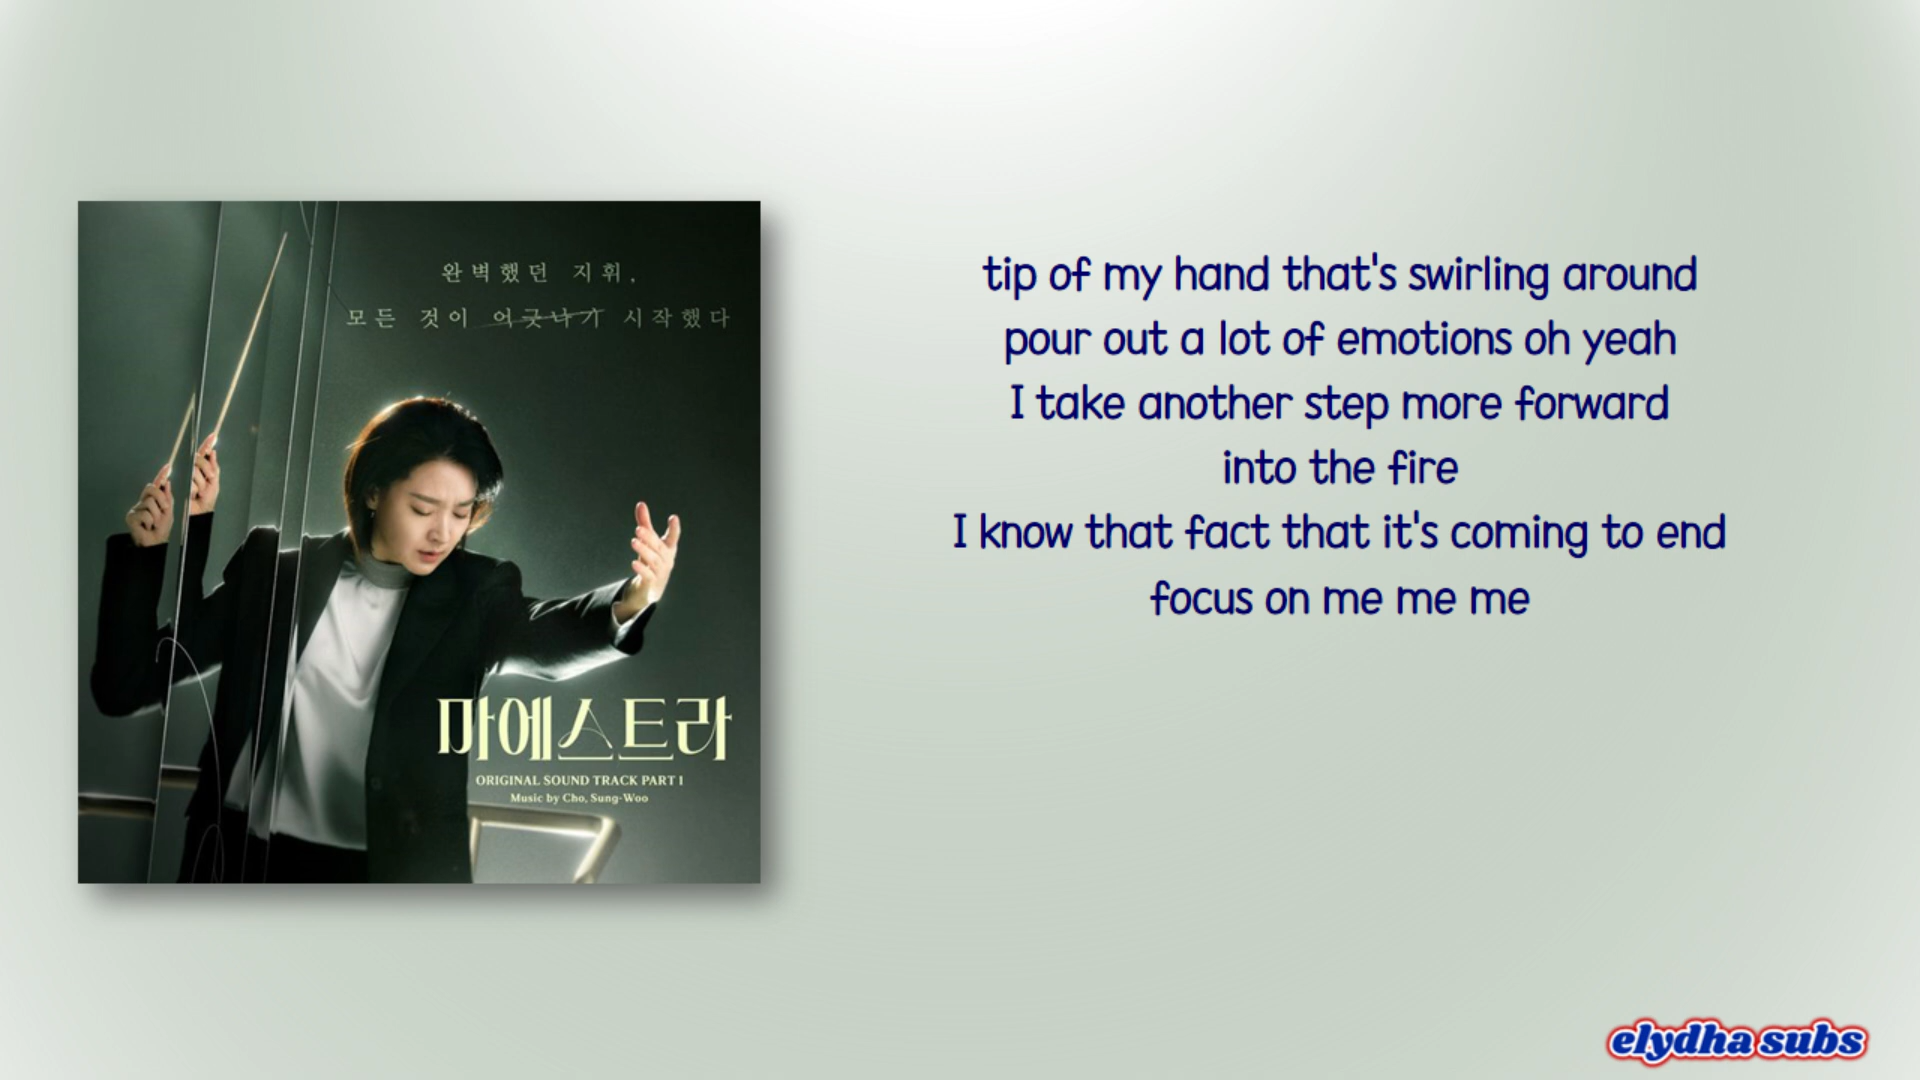 완벽했던 지휘,
모든 것이 어긋나기 시작했다
마에스트라
ORIGINAL SOUND TRACK PART 1
Music by Cho, Sung-Woo
tip of my hand that's swirling around
pour out a lot of emotions oh yeah
I take another step more forward
into the fire
I know that fact that it's coming to end
focus on me me me
elydha subs